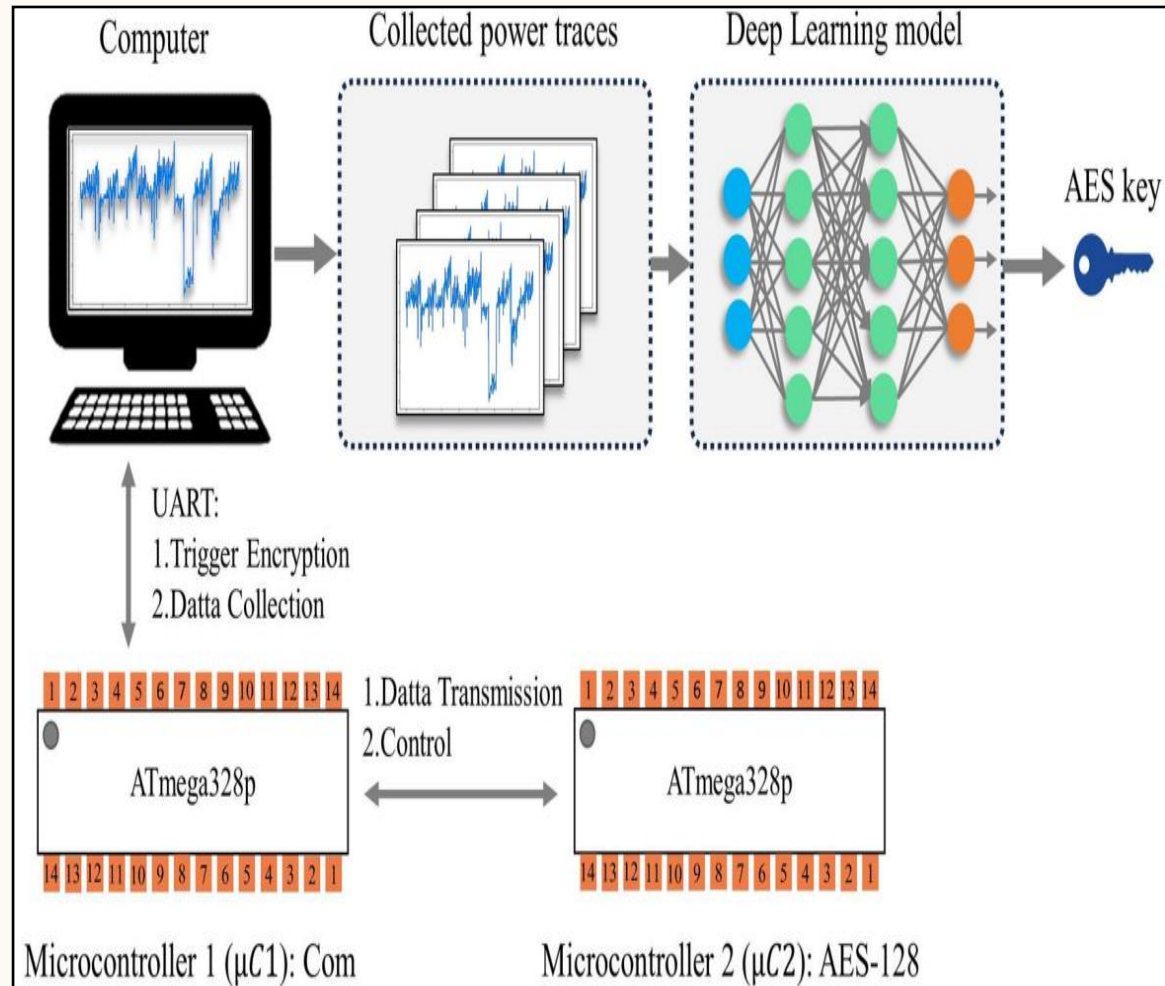 Computer
Collected power traces
Deep Learning model
AES key
UART:
1.Trigger Encryption
2.Datta Collection
1 2 3 4 5 6 7 8 9 10 11 12 13 14
ATmega328p
14 13 12 11 10 9 8 7 6 5 4 3 2 1
1.Datta Transmission
2.Control
1 2 3 4 5 6 7 8 9 10 11 12 13 14
ATmega328p
14 13 12 11 10 9 8 7 6 5 4 3 2 1
Microcontroller 1 (µC1): Com
Microcontroller 2 (µC2): AES-128